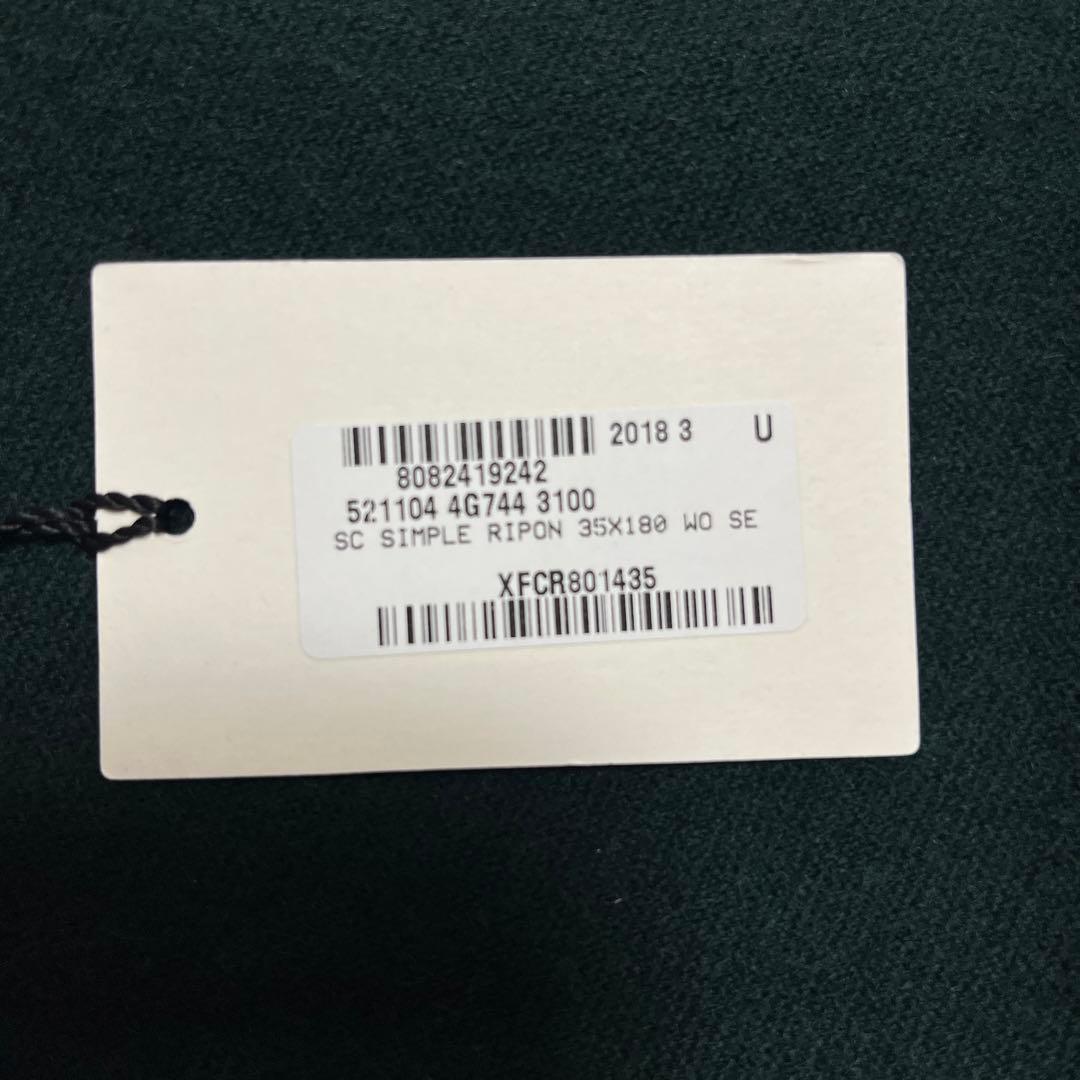 2018 3 U
8082419242
521104 4G744 3100
SC SIMPLE RIPON 35X180 WO SE
XFCR801435